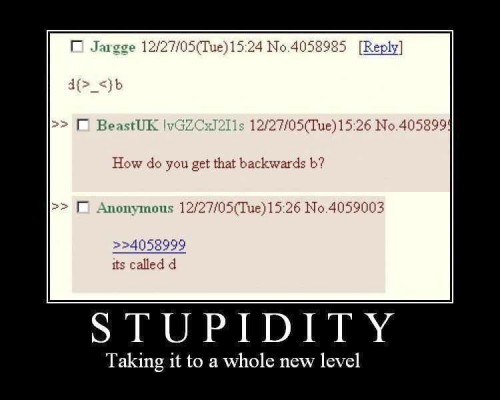 Jargge 12/27/05(Tue)15:24 No.4058985 [Reply]
d(>_<)b
>> BeastUK !vGZCxJ2I1s 12/27/05(Tue)15:26 No.4058999
How do you get that backwards b?
>> Anonymous 12/27/05(Tue)15:26 No.4059003
>>4058999
its called d
STUPIDITY
Taking it to a whole new level